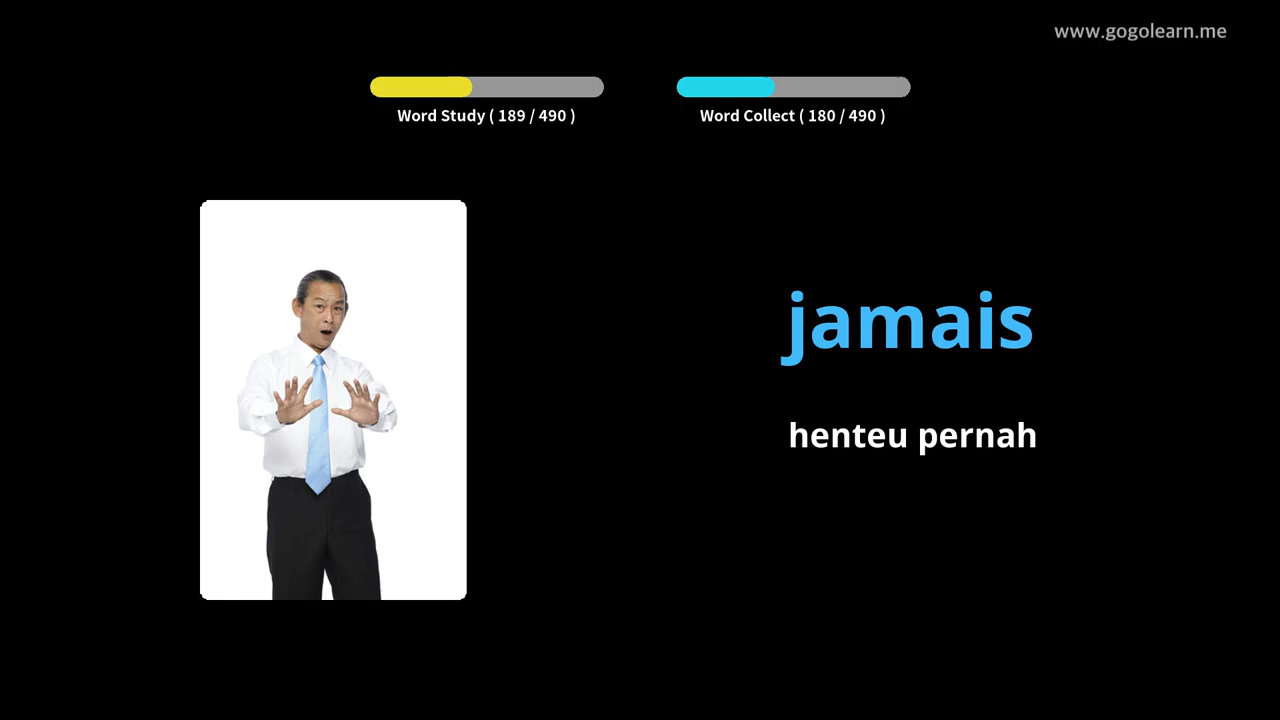 www.gogolearn.me
Word Study ( 189 / 490 )
Word Collect ( 180 / 490 )
jamais
henteu pernah